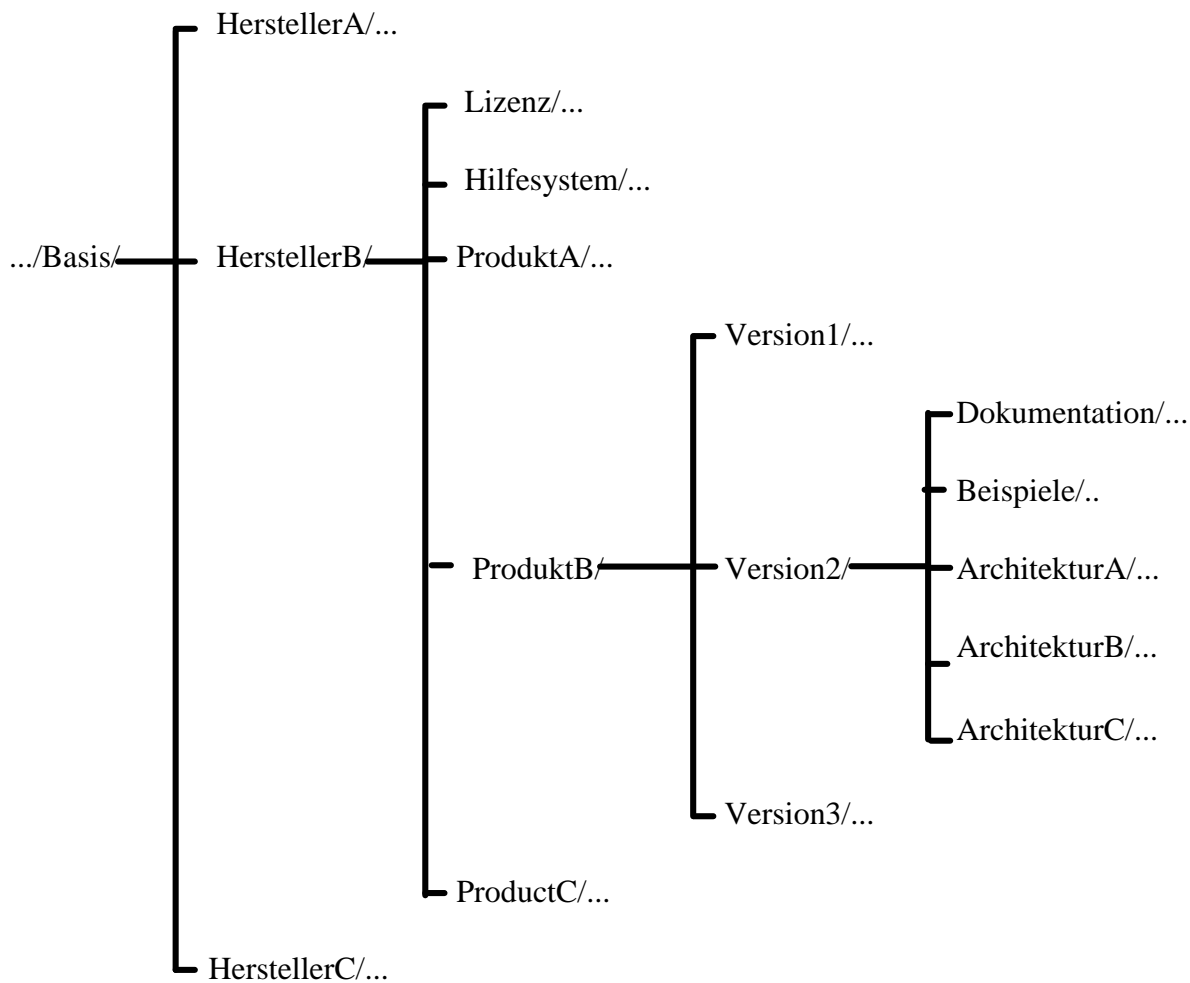 HerstellerA/...
Lizenz/...
Hilfesystem/...
.../Basis/
HerstellerB/
ProduktA/...
Version1/...
Dokumentation/...
Beispiele/..
ProduktB/
Version2/
ArchitekturA/...
ArchitekturB/...
ArchitekturC/...
Version3/...
ProductC/...
HerstellerC/...